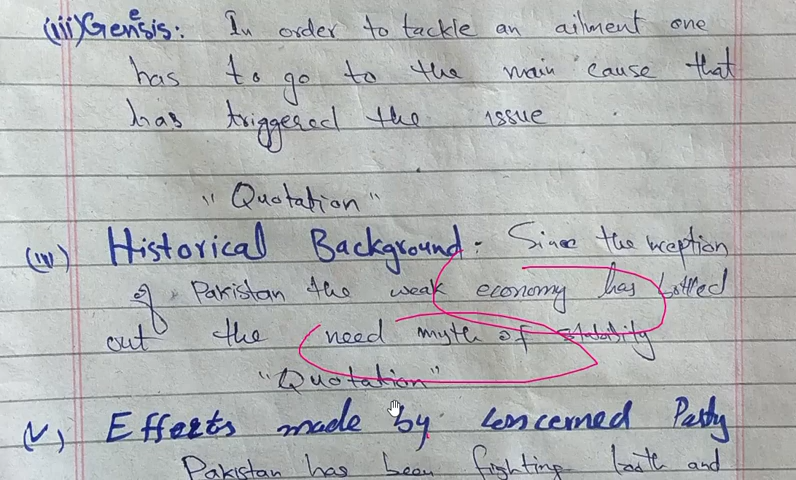 (iii) Genesis: In order to tackle an ailment one
has to go to the main cause that
has triggered the issue
"Quotation"
(iv) Historical Background: Since the inception
of Pakistan the weak economy has
out the need myth of stability
"Quotation"
(v) Efforts made by concerned Party
Pakistan has been fighting tooth and